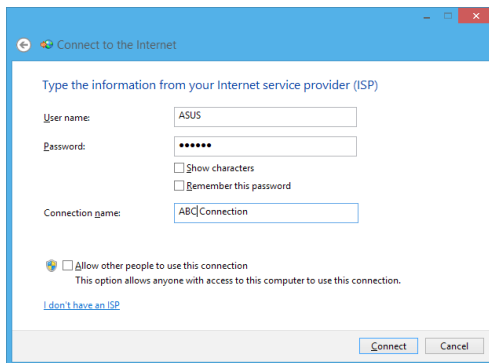 Connect to the Internet
Type the information from your Internet service provider (ISP)
User name: ASUS
Password: ••••••
Show characters
Remember this password
Connection name: ABC Connection
Allow other people to use this connection
This option allows anyone with access to this computer to use this connection.
I don't have an ISP
Connect Cancel